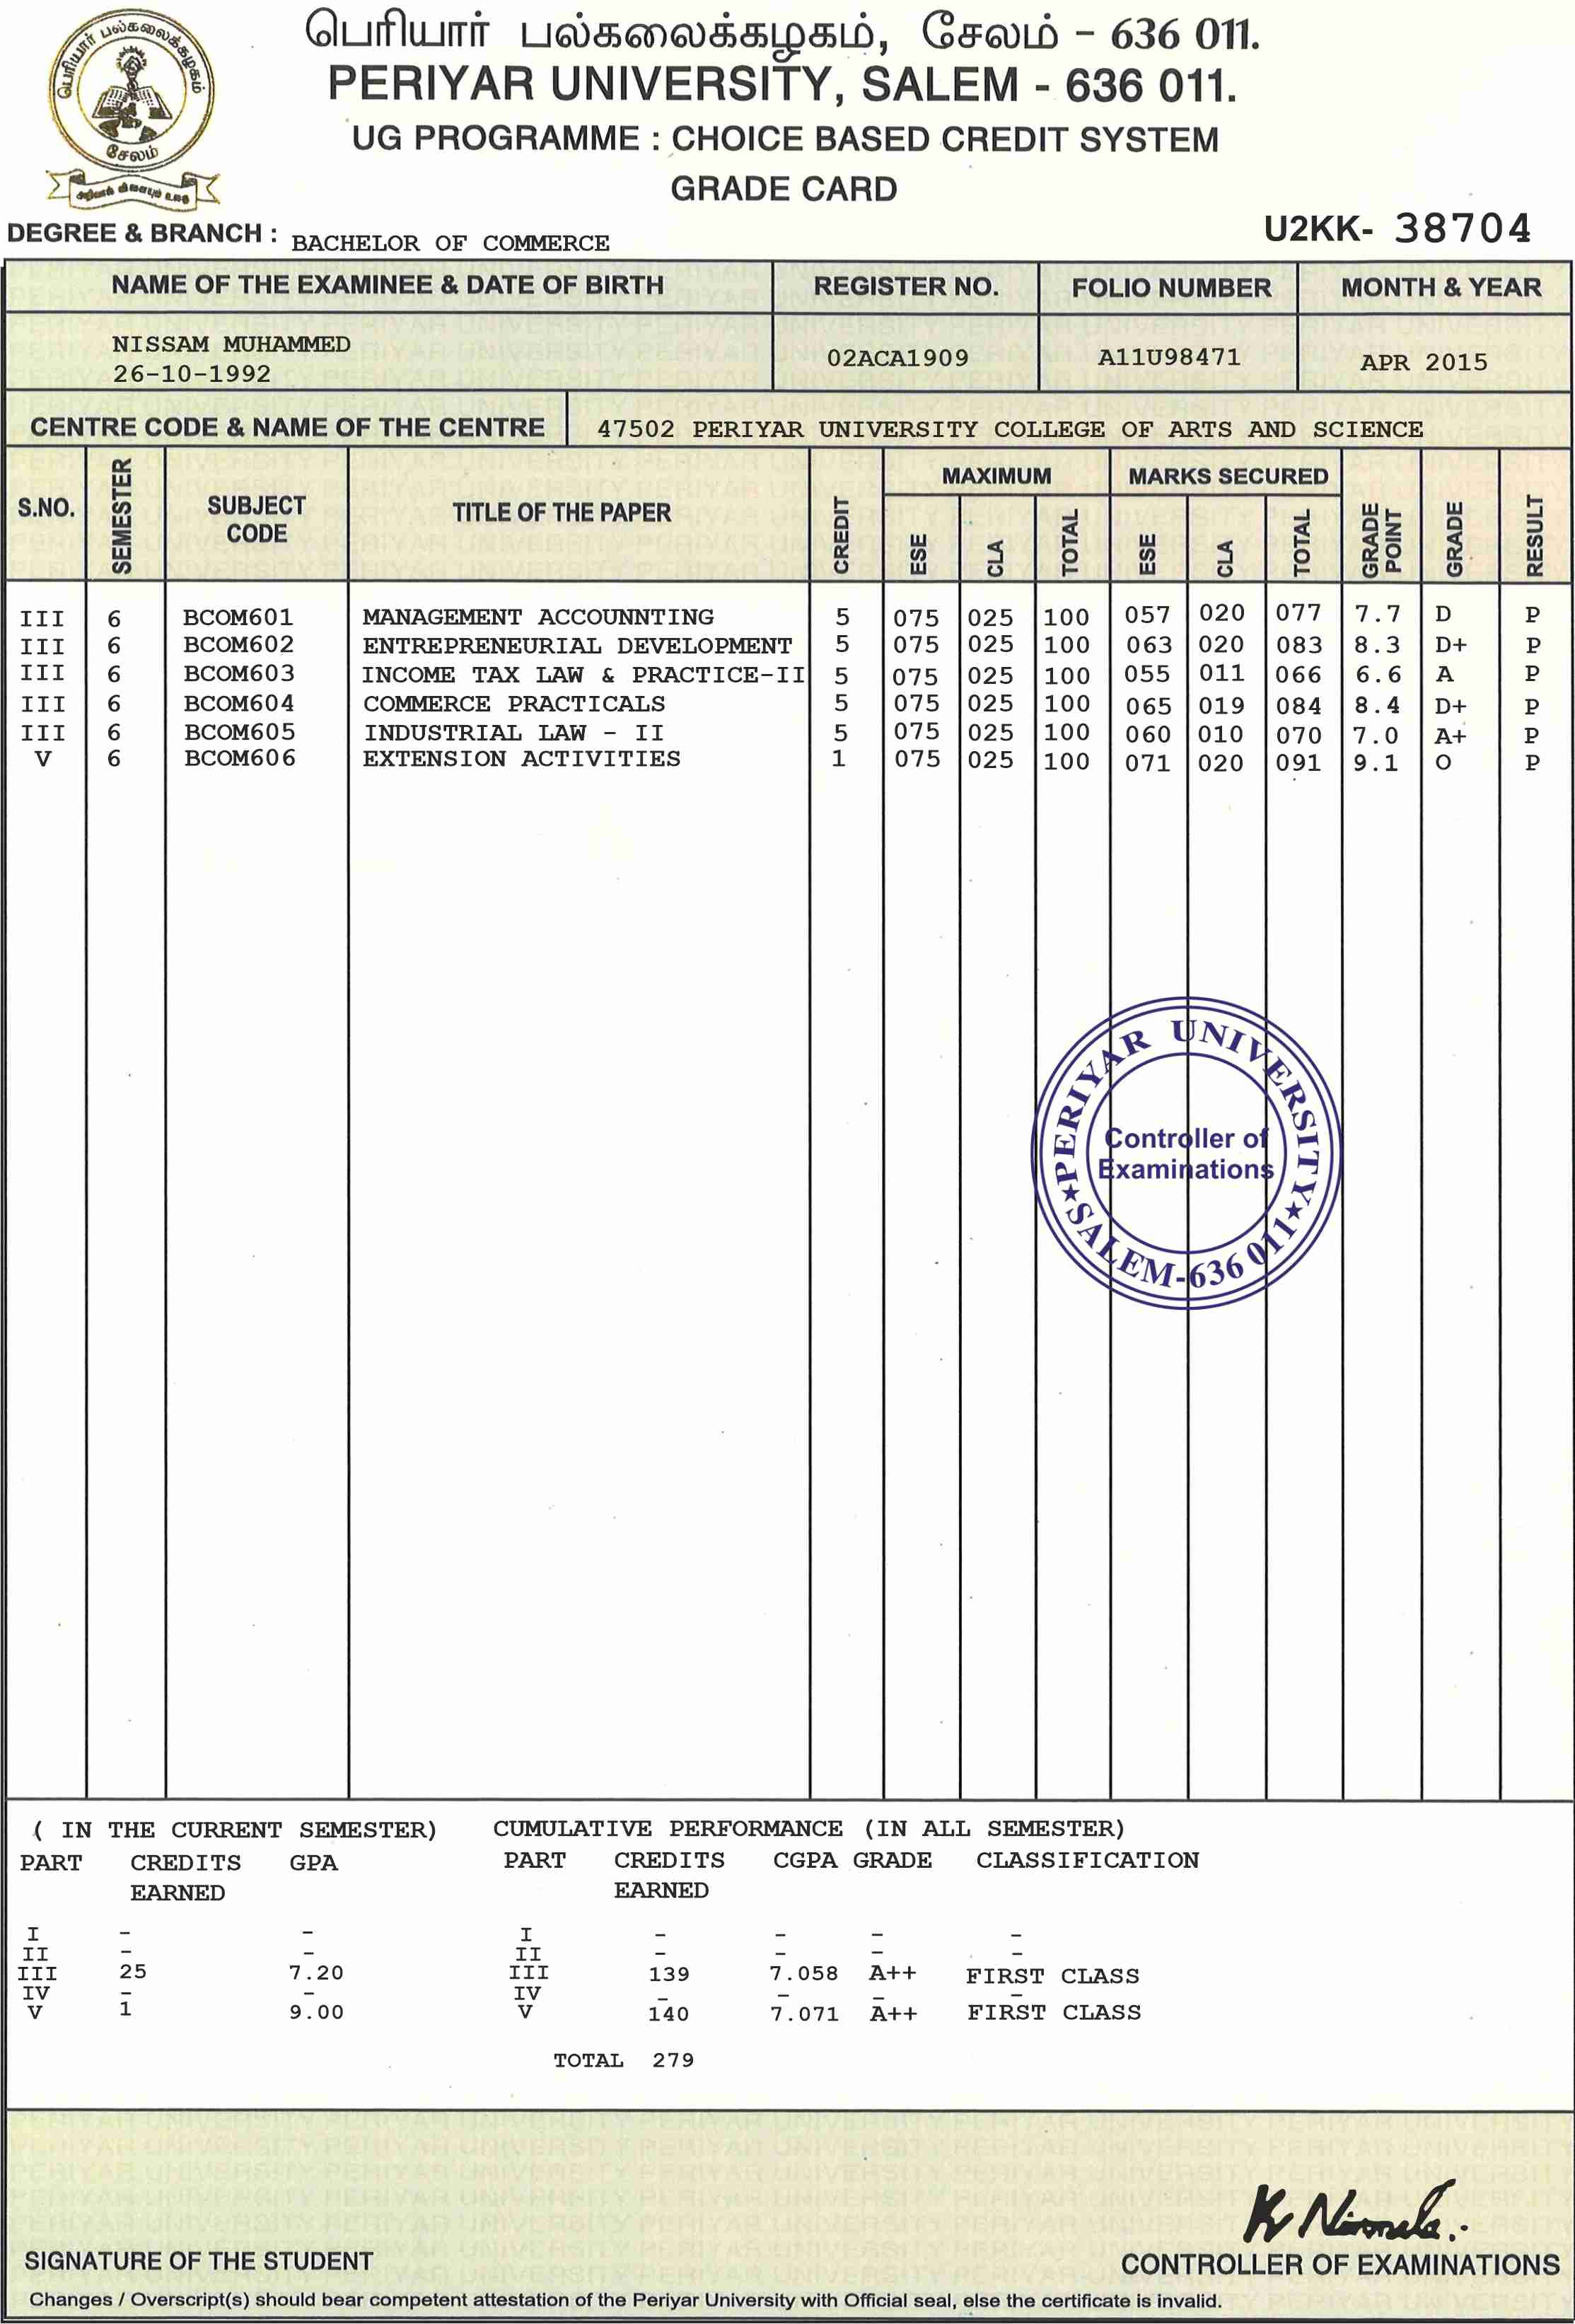 பெரியார் பல்கலைக்கழகம்
சேலம்
அறிவால் விளையும் உலகு
பெரியார் பல்கலைக்கழகம், சேலம் - 636 011.
PERIYAR UNIVERSITY, SALEM - 636 011.
UG PROGRAMME : CHOICE BASED CREDIT SYSTEM
GRADE CARD
U2KK- 38704
DEGREE & BRANCH : BACHELOR OF COMMERCE
NAME OF THE EXAMINEE & DATE OF BIRTH REGISTER NO. FOLIO NUMBER MONTH & YEAR
NISSAM MUHAMMED
26-10-1992 02ACA1909 A11U98471 APR 2015
CENTRE CODE & NAME OF THE CENTRE 47502 PERIYAR UNIVERSITY COLLEGE OF ARTS AND SCIENCE
S.NO. SEMESTER SUBJECT CODE TITLE OF THE PAPER CREDIT MAXIMUM ESE CLA TOTAL MARKS SECURED ESE CLA TOTAL GRADE POINT GRADE RESULT
III 6 BCOM601 MANAGEMENT ACCOUNNTING 5 075 025 100 057 020 077 7.7 D P
III 6 BCOM602 ENTREPRENEURIAL DEVELOPMENT 5 075 025 100 063 020 083 8.3 D+ P
III 6 BCOM603 INCOME TAX LAW & PRACTICE-II 5 075 025 100 055 011 066 6.6 A P
III 6 BCOM604 COMMERCE PRACTICALS 5 075 025 100 065 019 084 8.4 D+ P
III 6 BCOM605 INDUSTRIAL LAW - II 5 075 025 100 060 010 070 7.0 A+ P
V 6 BCOM606 EXTENSION ACTIVITIES 1 075 025 100 071 020 091 9.1 O P
★PERIYAR UNIVERSITY★
Controller of
Examinations
SALEM-636 011
( IN THE CURRENT SEMESTER) CUMULATIVE PERFORMANCE (IN ALL SEMESTER)
PART CREDITS GPA PART CREDITS CGPA GRADE CLASSIFICATION
EARNED EARNED
I - - I - - - -
II - - II - - - -
III 25 7.20 III 139 7.058 A++ FIRST CLASS
IV - - IV - - - -
V 1 9.00 V 140 7.071 A++ FIRST CLASS
TOTAL 279
K Nirmela.
SIGNATURE OF THE STUDENT CONTROLLER OF EXAMINATIONS
Changes / Overscript(s) should bear competent attestation of the Periyar University with Official seal, else the certificate is invalid.